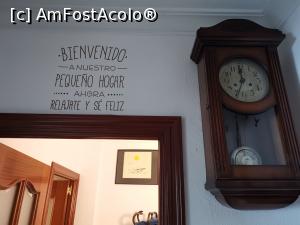 [c] AmFostAcolo®
BIENVENIDO
A NUESTRO
PEQUEÑO HOGAR
AHORA
RELÁJATE Y SÉ FELIZ